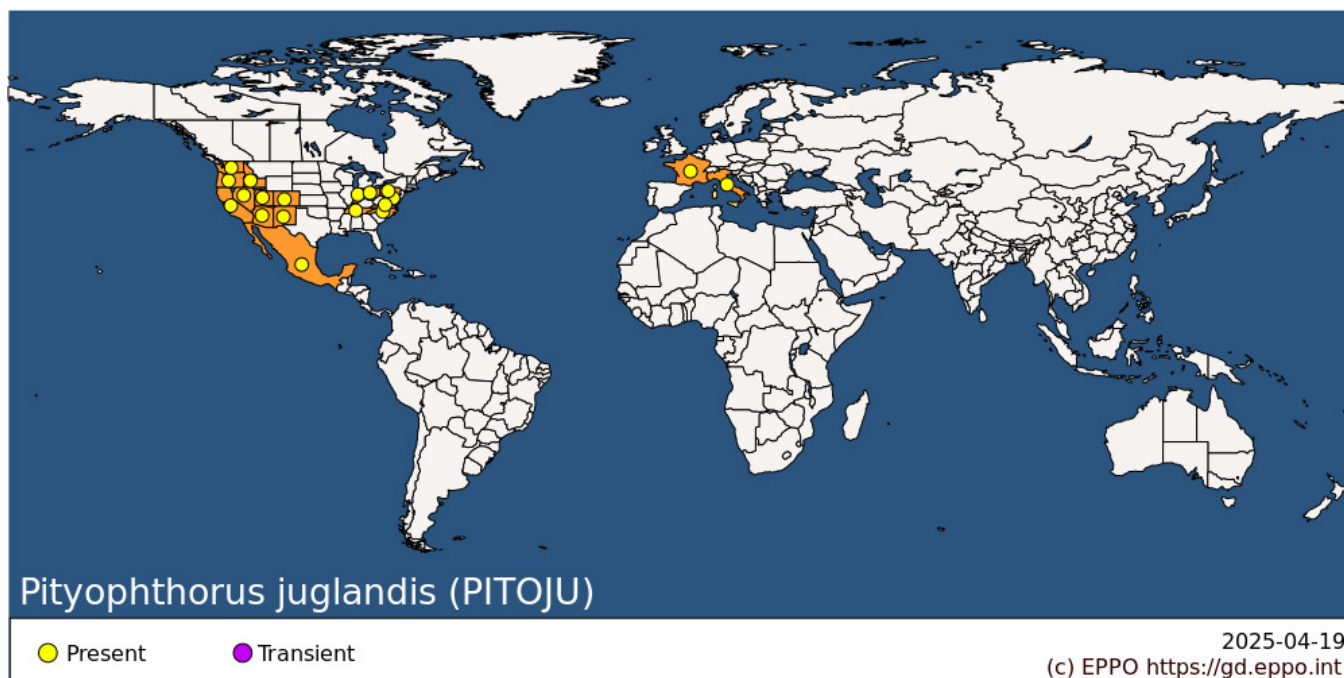 Pityophthorus juglandis (PITOJU)
Present
Transient
2025-04-19
(c) EPPO https://gd.eppo.int